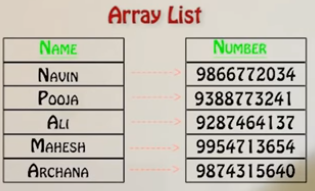 Array List
Name Number
Navin 9866772034
Pooja 9388773241
Ali 9287464137
Mahesh 9954713654
Archana 9874315640